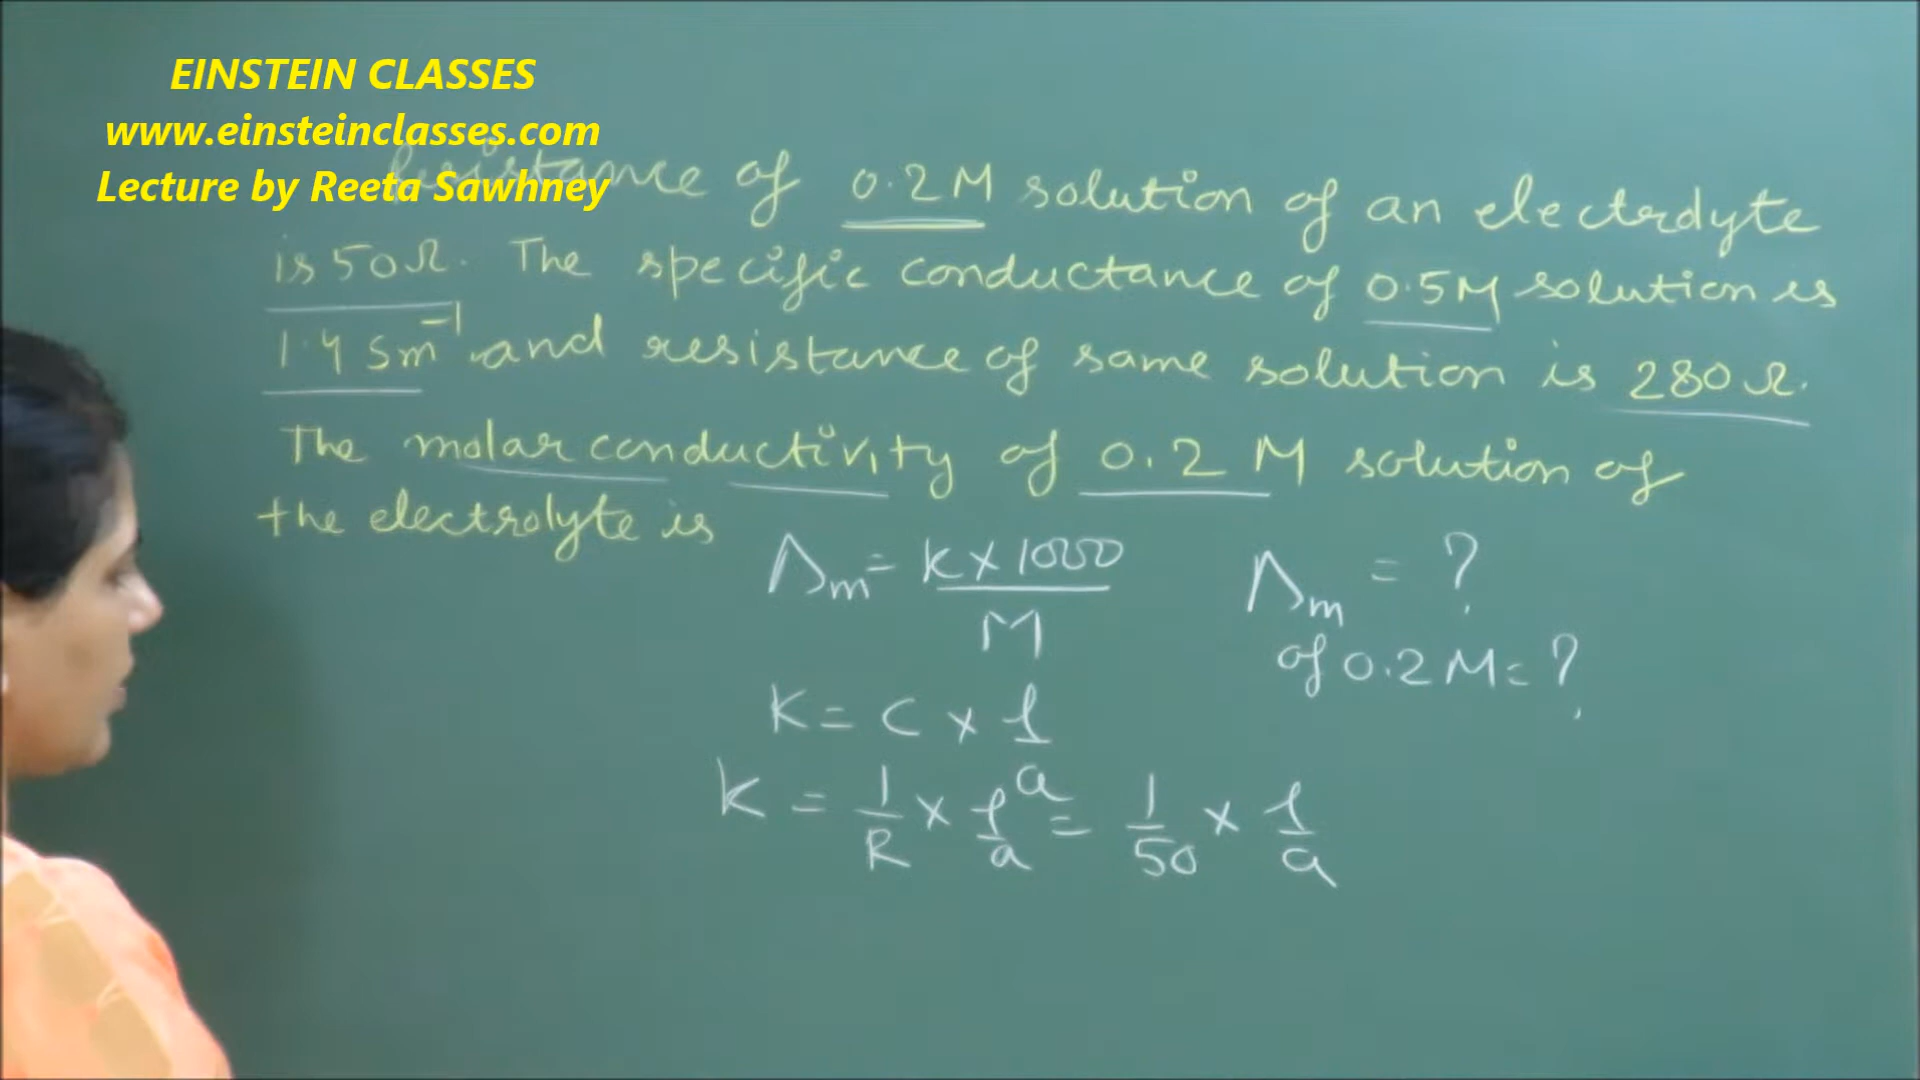 EINSTEIN CLASSES
www.einsteinclasses.com
Lecture by Reeta Sawhney
Resistance of 0.2M solution of an electrolyte
is 50Ω. The specific conductance of 0.5M solution is
1.4 Sm⁻¹ and resistance of same solution is 280Ω.
The molar conductivity of 0.2 M solution of
the electrolyte is
Λm = K × 1000 / M
Λm = ?
of 0.2 M = ?
K = C × l/a
K = 1/R × l/a = 1/50 × l/a